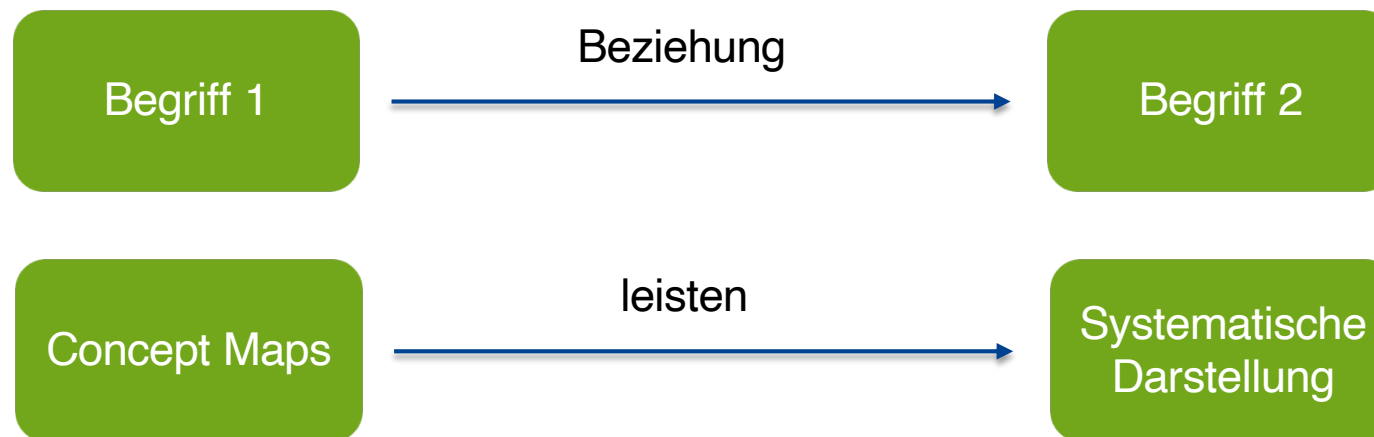 Beziehung
Begriff 1
Begriff 2
leisten
Concept Maps
Systematische
Darstellung